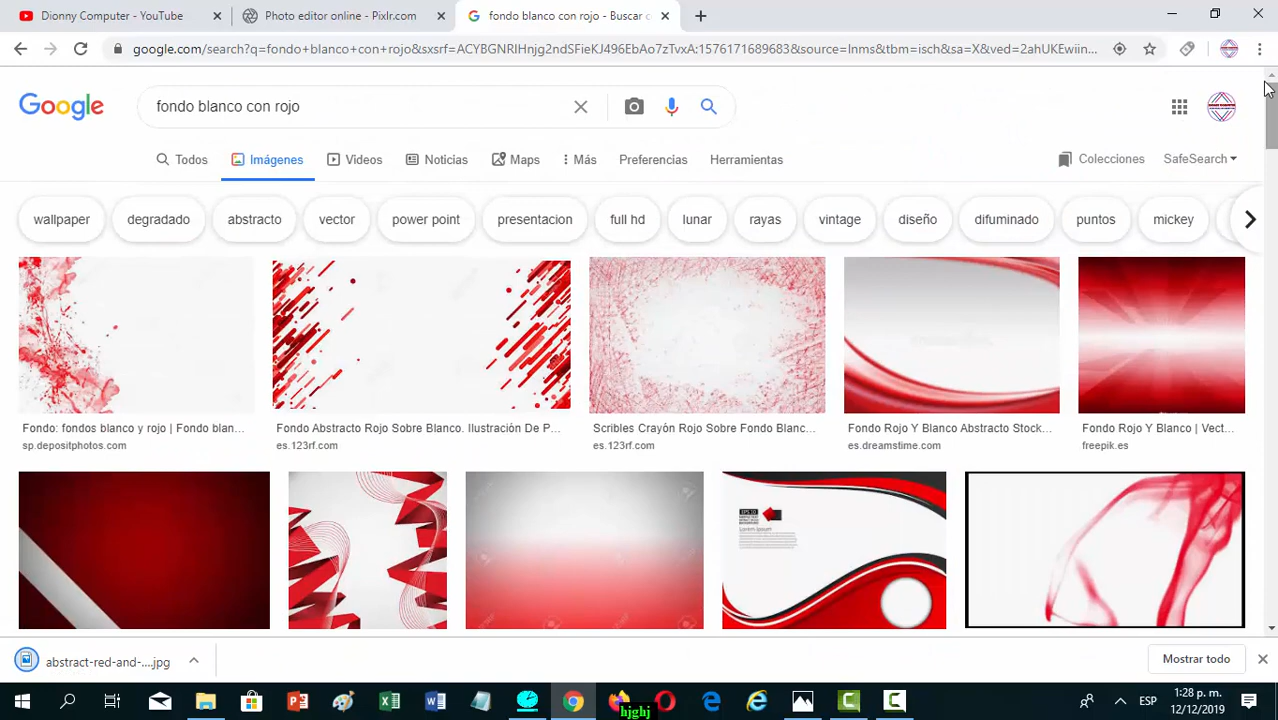 Dionny Computer - YouTube
Photo editor online - Pixlr.com
fondo blanco con rojo - Buscar c
google.com/search?q=fondo+blanco+con+rojo&sxsrf=ACYBGNRIHnjg2ndSFieKJ496EbAo7zTvxA:1576171689683&source=lnms&tbm=isch&sa=X&ved=2ahUKEwiin...
Google
fondo blanco con rojo
Todos
Imágenes
Videos
Noticias
Maps
Más
Preferencias
Herramientas
Colecciones
SafeSearch
wallpaper
degradado
abstracto
vector
power point
presentacion
full hd
lunar
rayas
vintage
diseño
difuminado
puntos
mickey
Fondo: fondos blanco y rojo | Fondo blan...
sp.depositphotos.com
Fondo Abstracto Rojo Sobre Blanco. Ilustración De P...
es.123rf.com
Scribles Crayón Rojo Sobre Fondo Blanc...
es.123rf.com
Fondo Rojo Y Blanco Abstracto Stock...
es.dreamstime.com
Fondo Rojo Y Blanco | Vect...
freepik.es
abstract-red-and-....jpg
Mostrar todo
ESP
1:28 p. m.
12/12/2019
hjghj